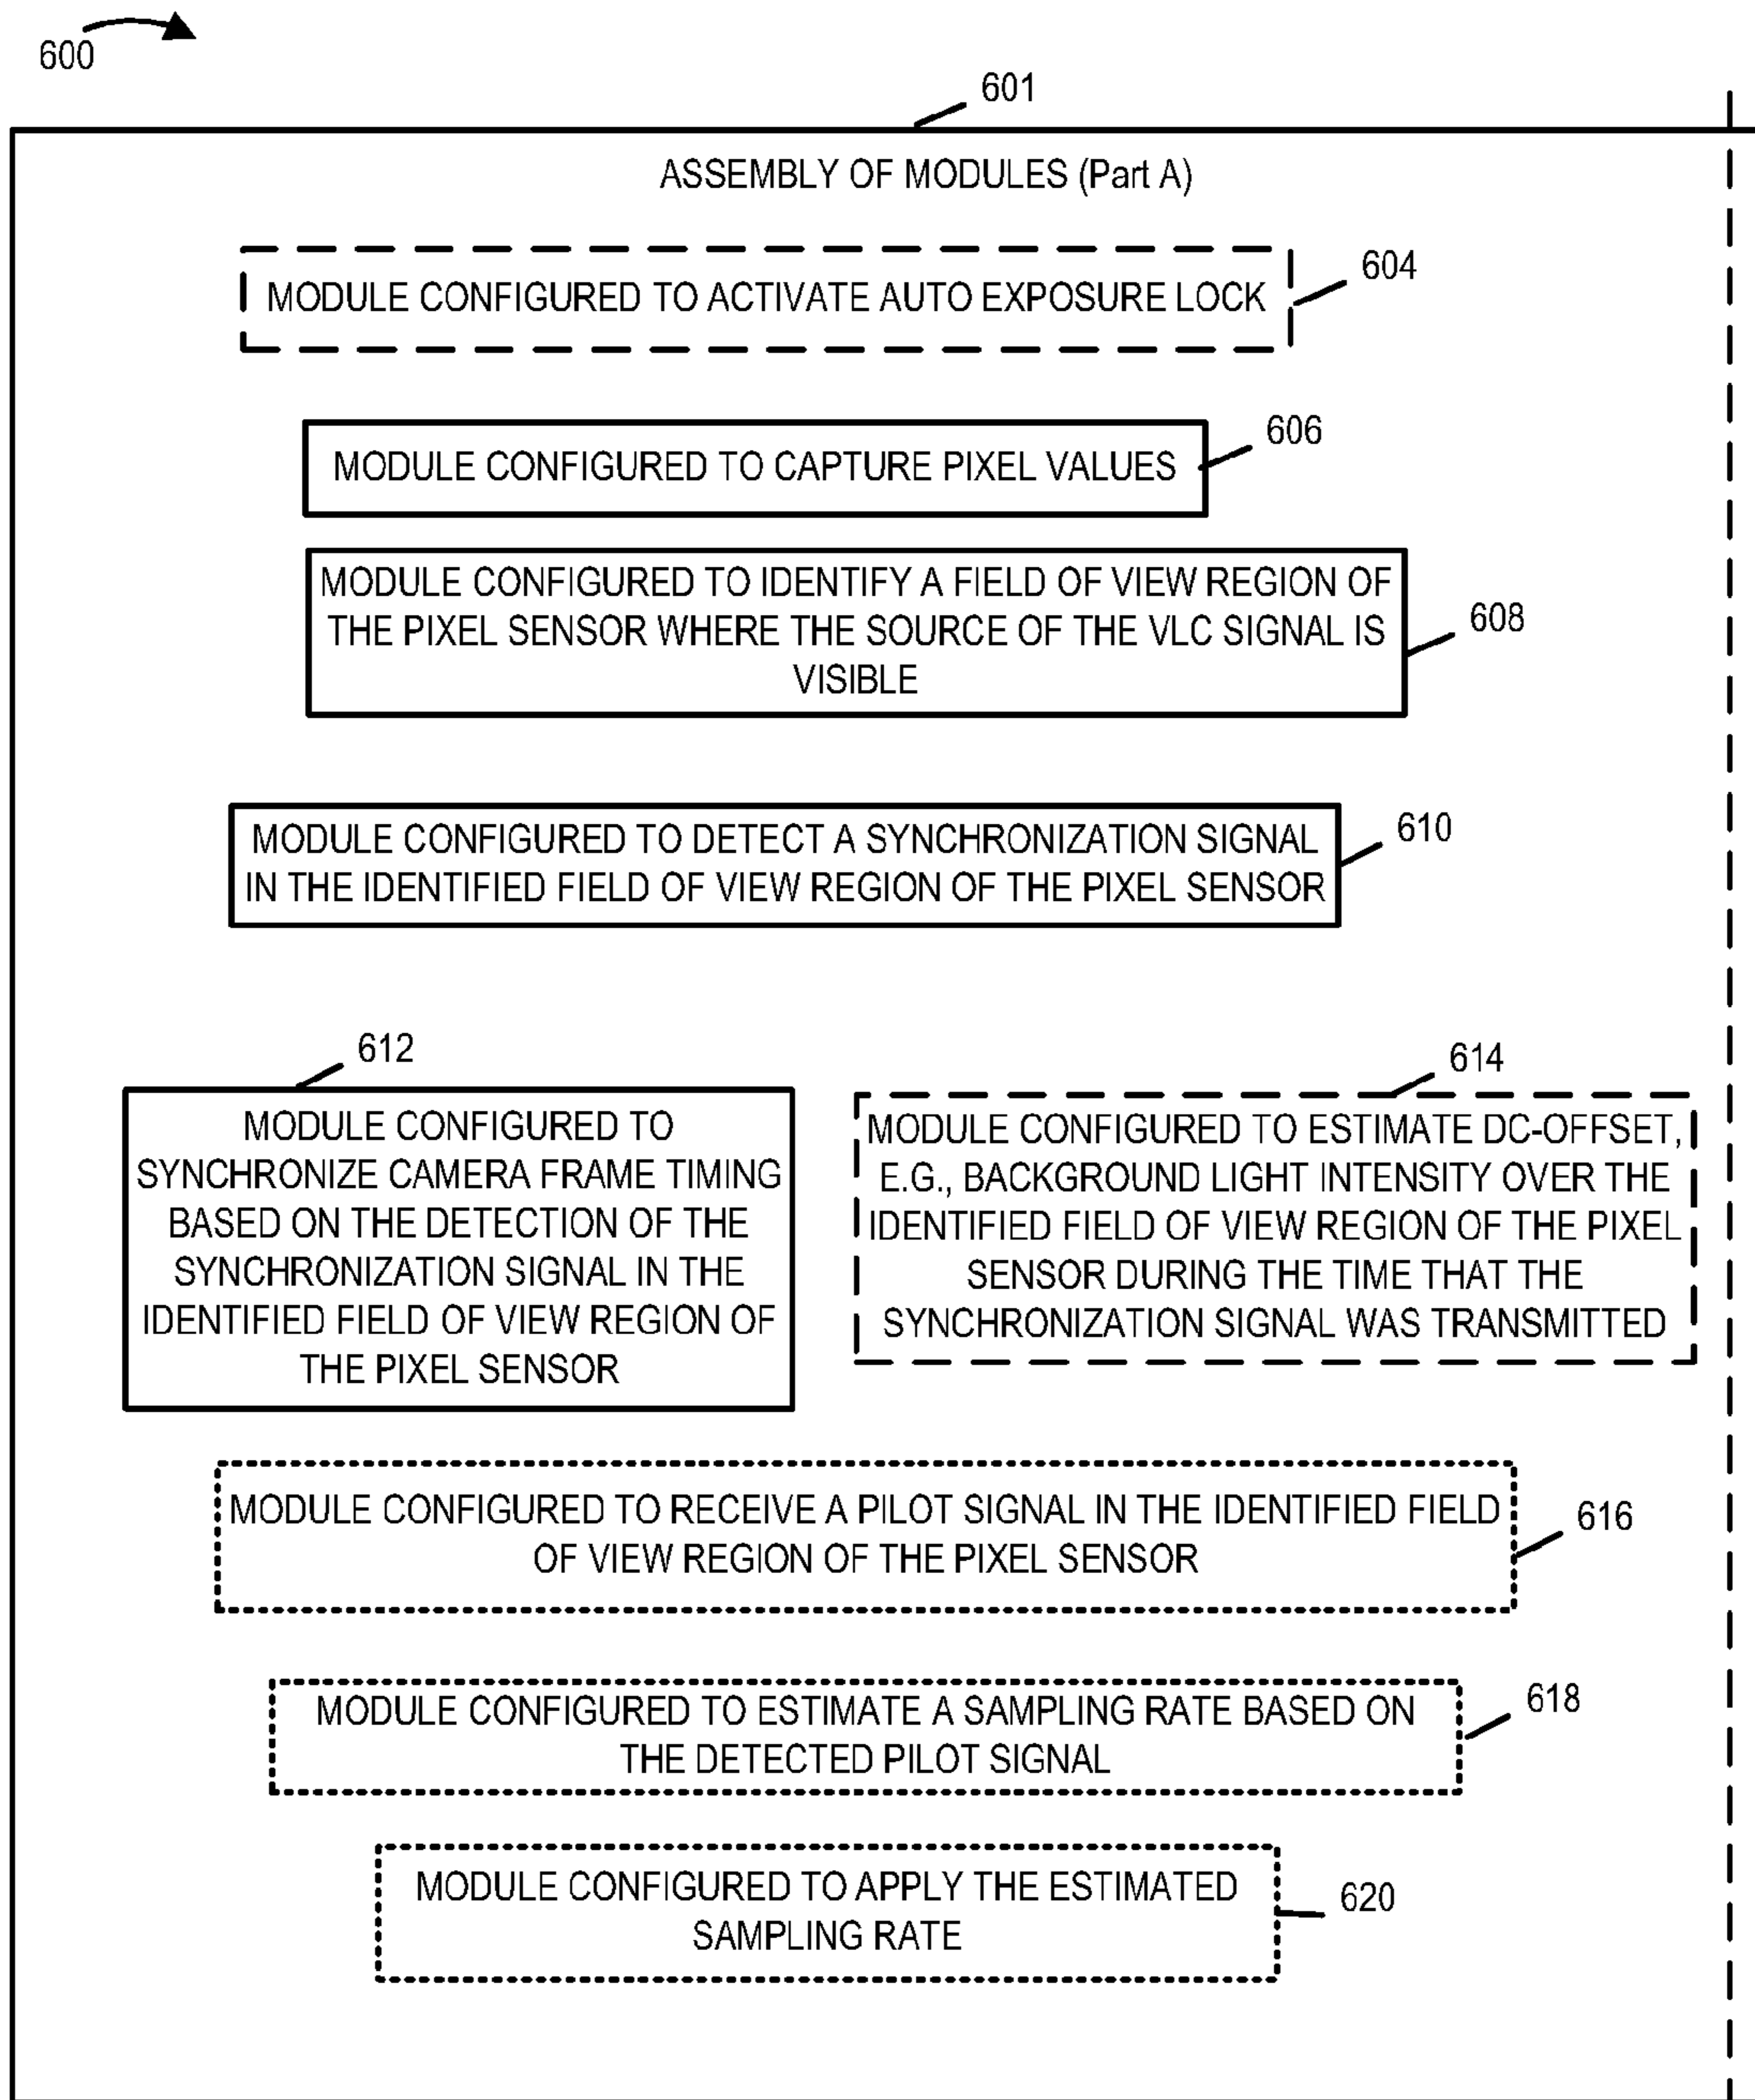 600
601
ASSEMBLY OF MODULES (Part A)
604
MODULE CONFIGURED TO ACTIVATE AUTO EXPOSURE LOCK
606
MODULE CONFIGURED TO CAPTURE PIXEL VALUES
MODULE CONFIGURED TO IDENTIFY A FIELD OF VIEW REGION OF
THE PIXEL SENSOR WHERE THE SOURCE OF THE VLC SIGNAL IS
VISIBLE
608
MODULE CONFIGURED TO DETECT A SYNCHRONIZATION SIGNAL
IN THE IDENTIFIED FIELD OF VIEW REGION OF THE PIXEL SENSOR
610
612
MODULE CONFIGURED TO
SYNCHRONIZE CAMERA FRAME TIMING
BASED ON THE DETECTION OF THE
SYNCHRONIZATION SIGNAL IN THE
IDENTIFIED FIELD OF VIEW REGION OF
THE PIXEL SENSOR
614
MODULE CONFIGURED TO ESTIMATE DC-OFFSET,
E.G., BACKGROUND LIGHT INTENSITY OVER THE
IDENTIFIED FIELD OF VIEW REGION OF THE PIXEL
SENSOR DURING THE TIME THAT THE
SYNCHRONIZATION SIGNAL WAS TRANSMITTED
MODULE CONFIGURED TO RECEIVE A PILOT SIGNAL IN THE IDENTIFIED FIELD
OF VIEW REGION OF THE PIXEL SENSOR
616
MODULE CONFIGURED TO ESTIMATE A SAMPLING RATE BASED ON
THE DETECTED PILOT SIGNAL
618
MODULE CONFIGURED TO APPLY THE ESTIMATED
SAMPLING RATE
620